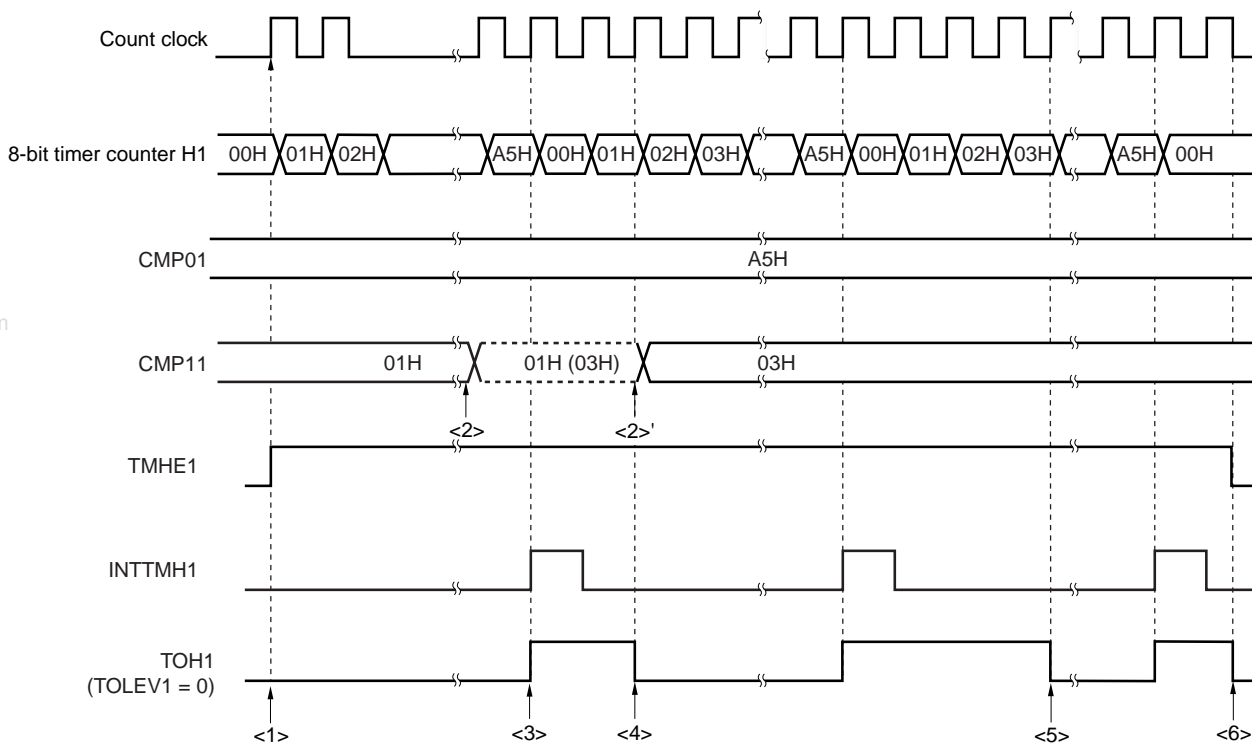 Count clock
8-bit timer counter H1
00H 01H 02H A5H 00H 01H 02H 03H A5H 00H 01H 02H 03H A5H 00H
CMP01
A5H
CMP11
01H 01H (03H) 03H
<2> <2>'
TMHE1
INTTMH1
TOH1
(TOLEV1 = 0)
<1> <3> <4> <5> <6>